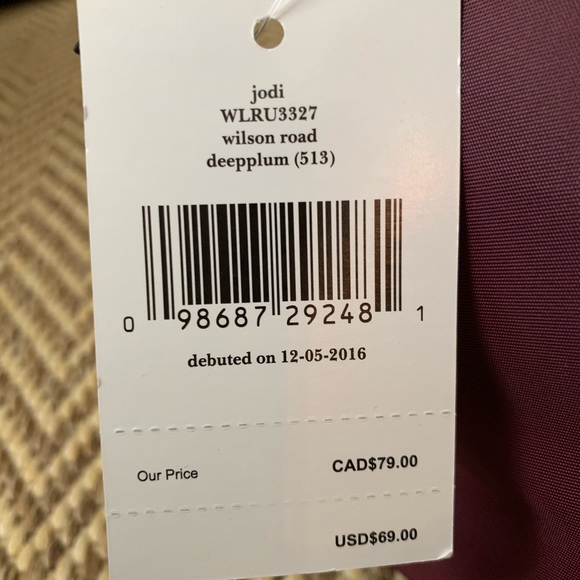 jodi
WLRU3327
wilson road
deepplum (513)
0 98687 29248 1
debuted on 12-05-2016
Our Price CAD$79.00
USD$69.00